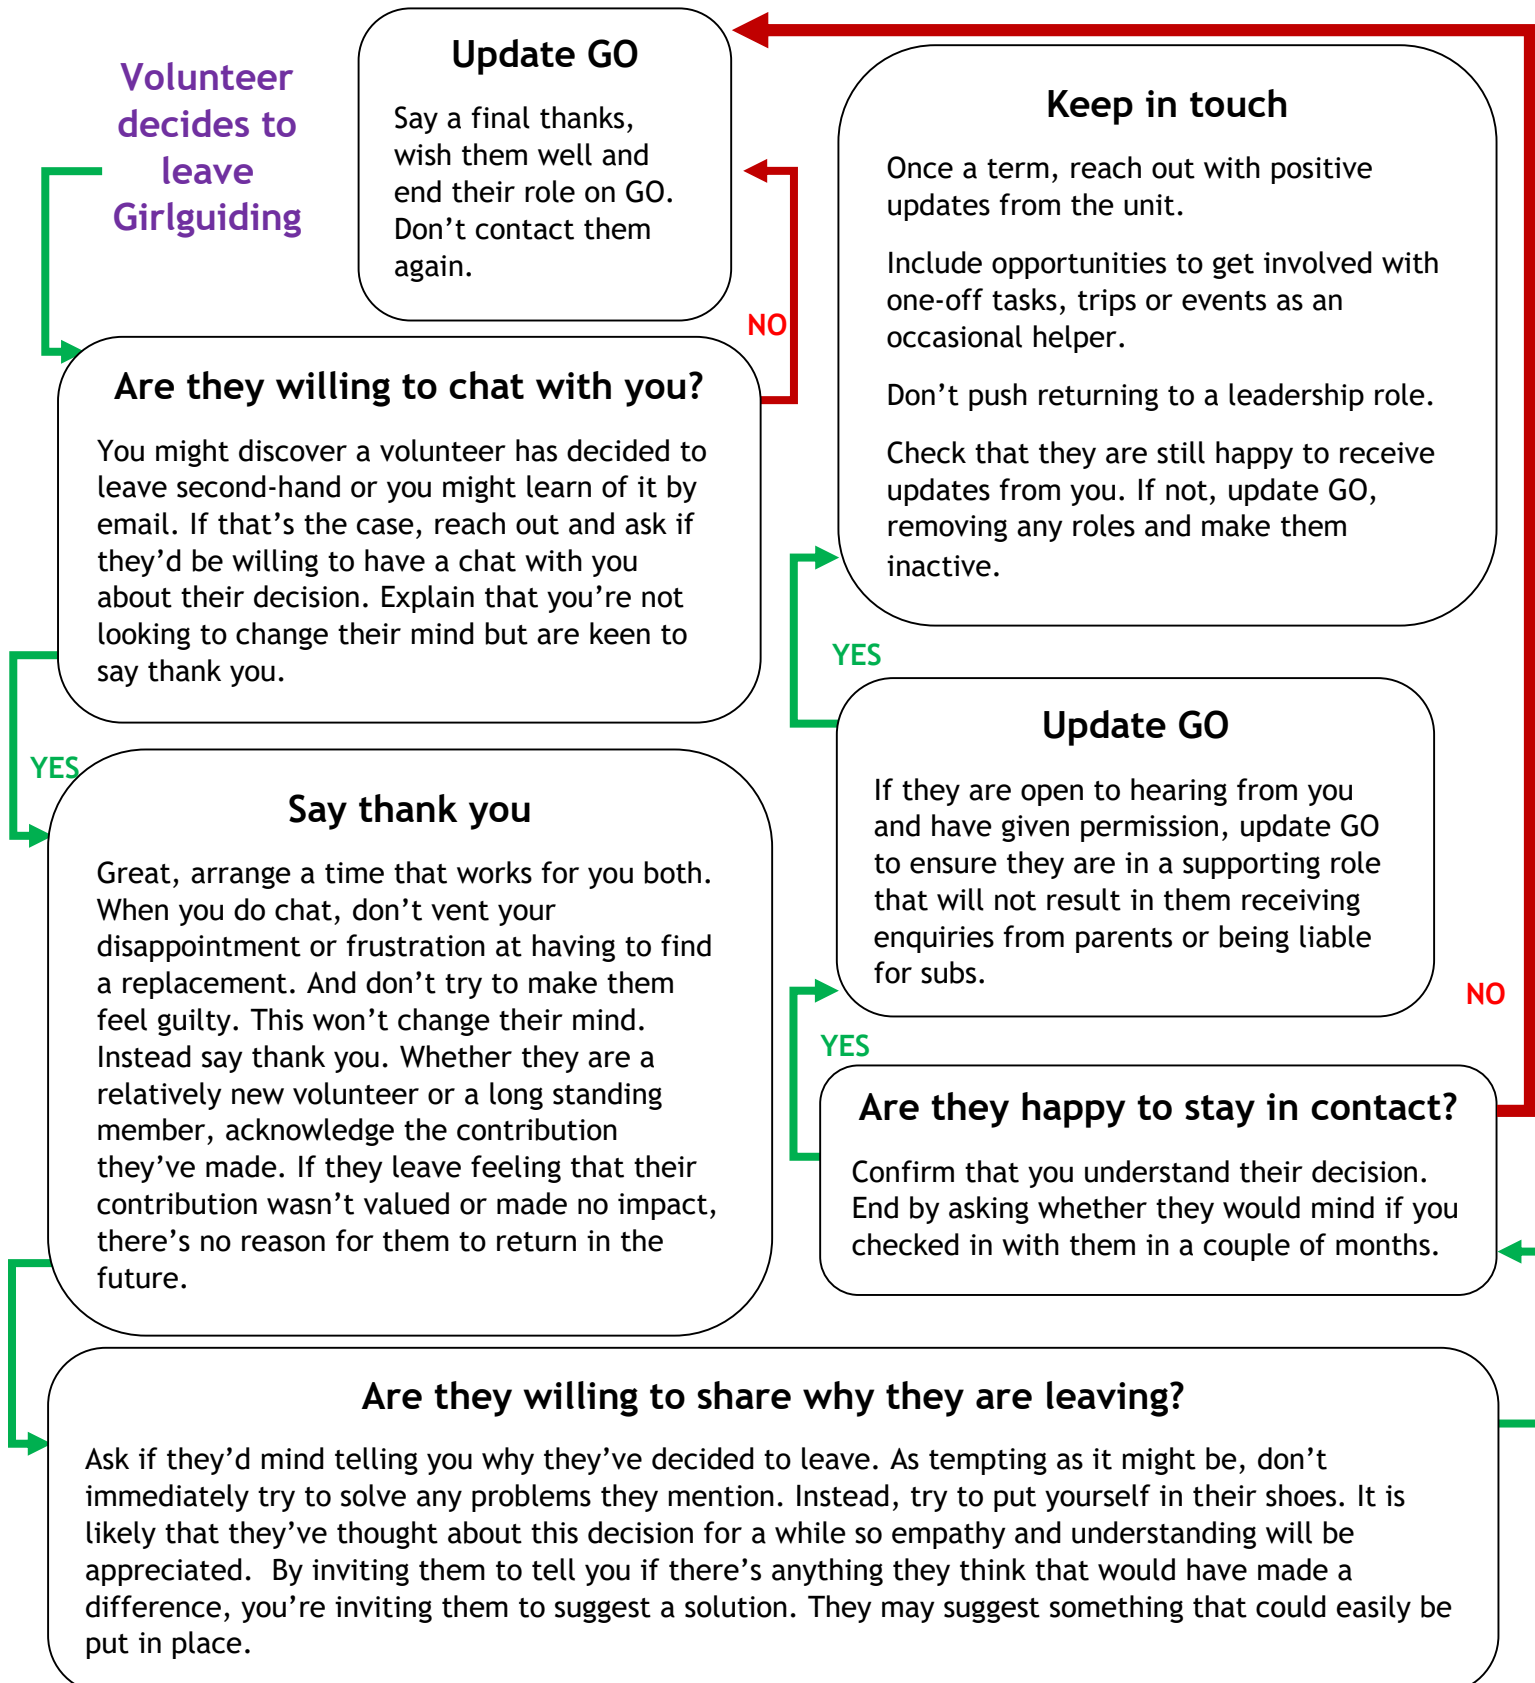 Volunteer
decides to
leave
Girlguiding
Update GO
Say a final thanks,
wish them well and
end their role on GO.
Don’t contact them
again.
NO
Are they willing to chat with you?
You might discover a volunteer has decided to
leave second-hand or you might learn of it by
email. If that’s the case, reach out and ask if
they’d be willing to have a chat with you
about their decision. Explain that you’re not
looking to change their mind but are keen to
say thank you.
YES
Say thank you
Great, arrange a time that works for you both.
When you do chat, don’t vent your
disappointment or frustration at having to find
a replacement. And don’t try to make them
feel guilty. This won’t change their mind.
Instead say thank you. Whether they are a
relatively new volunteer or a long standing
member, acknowledge the contribution
they’ve made. If they leave feeling that their
contribution wasn’t valued or made no impact,
there’s no reason for them to return in the
future.
Are they willing to share why they are leaving?
Ask if they’d mind telling you why they’ve decided to leave. As tempting as it might be, don’t
immediately try to solve any problems they mention. Instead, try to put yourself in their shoes. It is
likely that they’ve thought about this decision for a while so empathy and understanding will be
appreciated.  By inviting them to tell you if there’s anything they think that would have made a
difference, you’re inviting them to suggest a solution. They may suggest something that could easily be
put in place.
Are they happy to stay in contact?
Confirm that you understand their decision.
End by asking whether they would mind if you
checked in with them in a couple of months.
NO
YES
Update GO
If they are open to hearing from you
and have given permission, update GO
to ensure they are in a supporting role
that will not result in them receiving
enquiries from parents or being liable
for subs.
YES
Keep in touch
Once a term, reach out with positive
updates from the unit.
Include opportunities to get involved with
one-off tasks, trips or events as an
occasional helper.
Don’t push returning to a leadership role.
Check that they are still happy to receive
updates from you. If not, update GO,
removing any roles and make them
inactive.